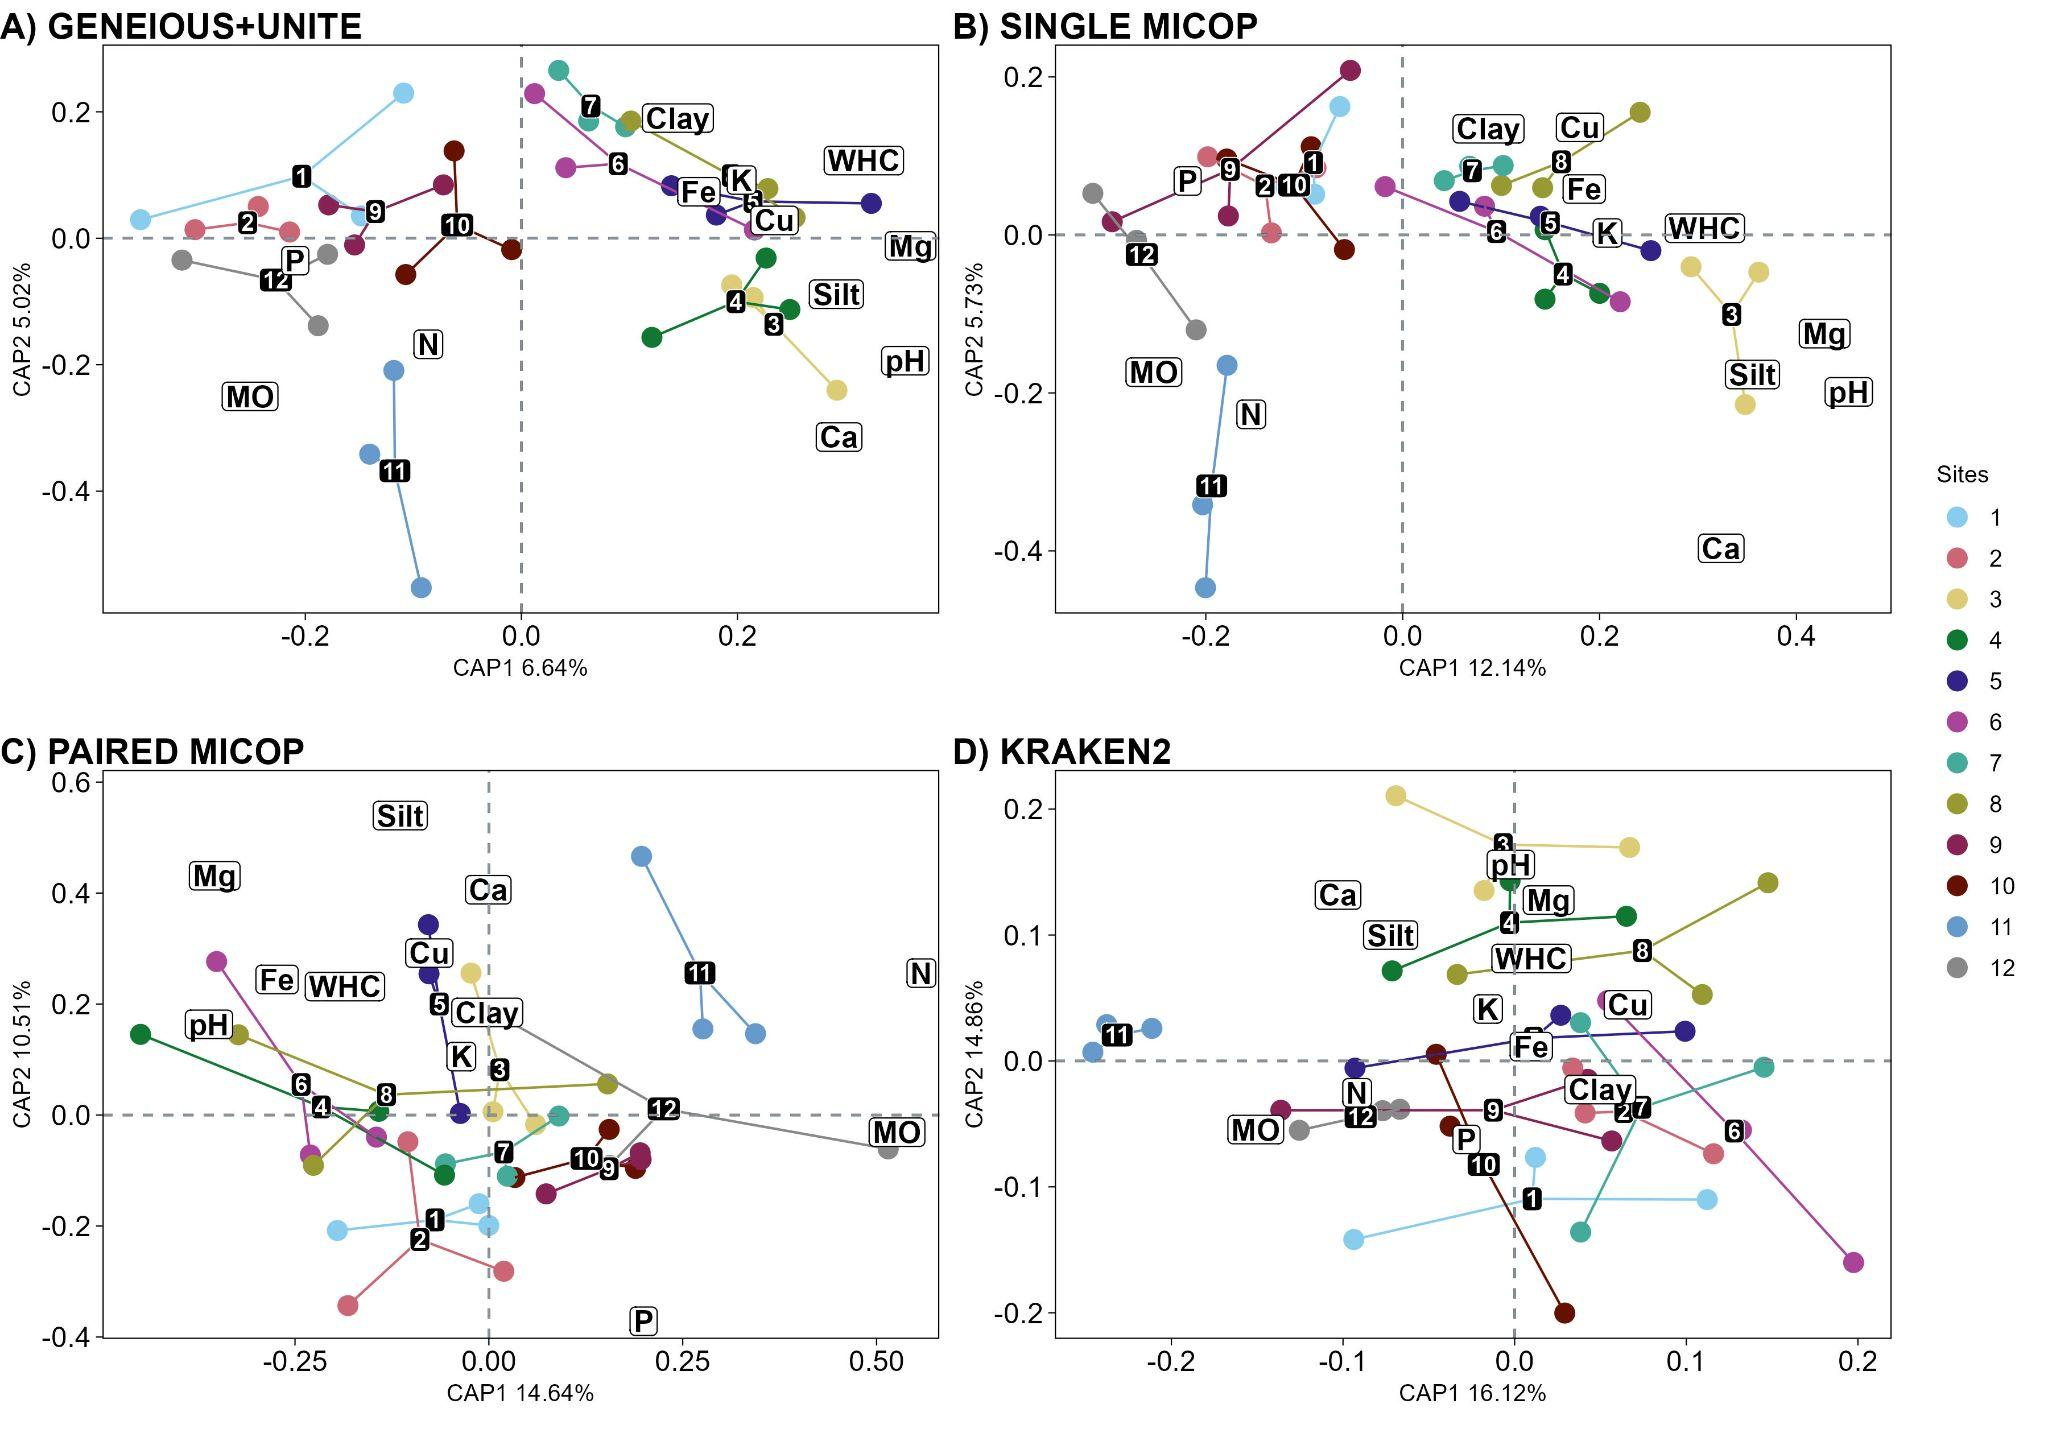 A) GENEIOUS+UNITE
B) SINGLE MICOP
CAP2 5.02%
0.2
0.0
-0.2
-0.4
7
Clay
6
WHC
1
K
Fe
5
Cu
9
2
10
Mg
P
12
Silt
4
3
N
pH
MO
Ca
11
-0.2
0.0
0.2
CAP1 6.64%
CAP2 5.73%
0.2
0.0
-0.2
-0.4
Clay
Cu
1
8
9
7
P
2
10
Fe
5
6
K
WHC
12
4
3
Mg
MO
Silt
pH
N
11
Ca
-0.2
0.0
0.2
0.4
CAP1 12.14%
Sites
1
2
3
4
5
6
7
8
9
10
11
12
C) PAIRED MICOP
D) KRAKEN2
CAP2 10.51%
0.6
0.4
0.2
0.0
-0.2
-0.4
Silt
Mg
Ca
Cu
Fe
WHC
11
N
5
Clay
pH
K
3
6
8
4
12
MO
7
10
9
1
2
P
-0.25
0.00
0.25
0.50
CAP1 14.64%
CAP2 14.86%
0.2
0.1
0.0
-0.1
-0.2
3
pH
Ca
Mg
4
Silt
8
WHC
K
Cu
11
Fe
N
Clay
12
9
2
7
MO
P
6
10
1
-0.2
-0.1
0.0
0.1
0.2
CAP1 16.12%